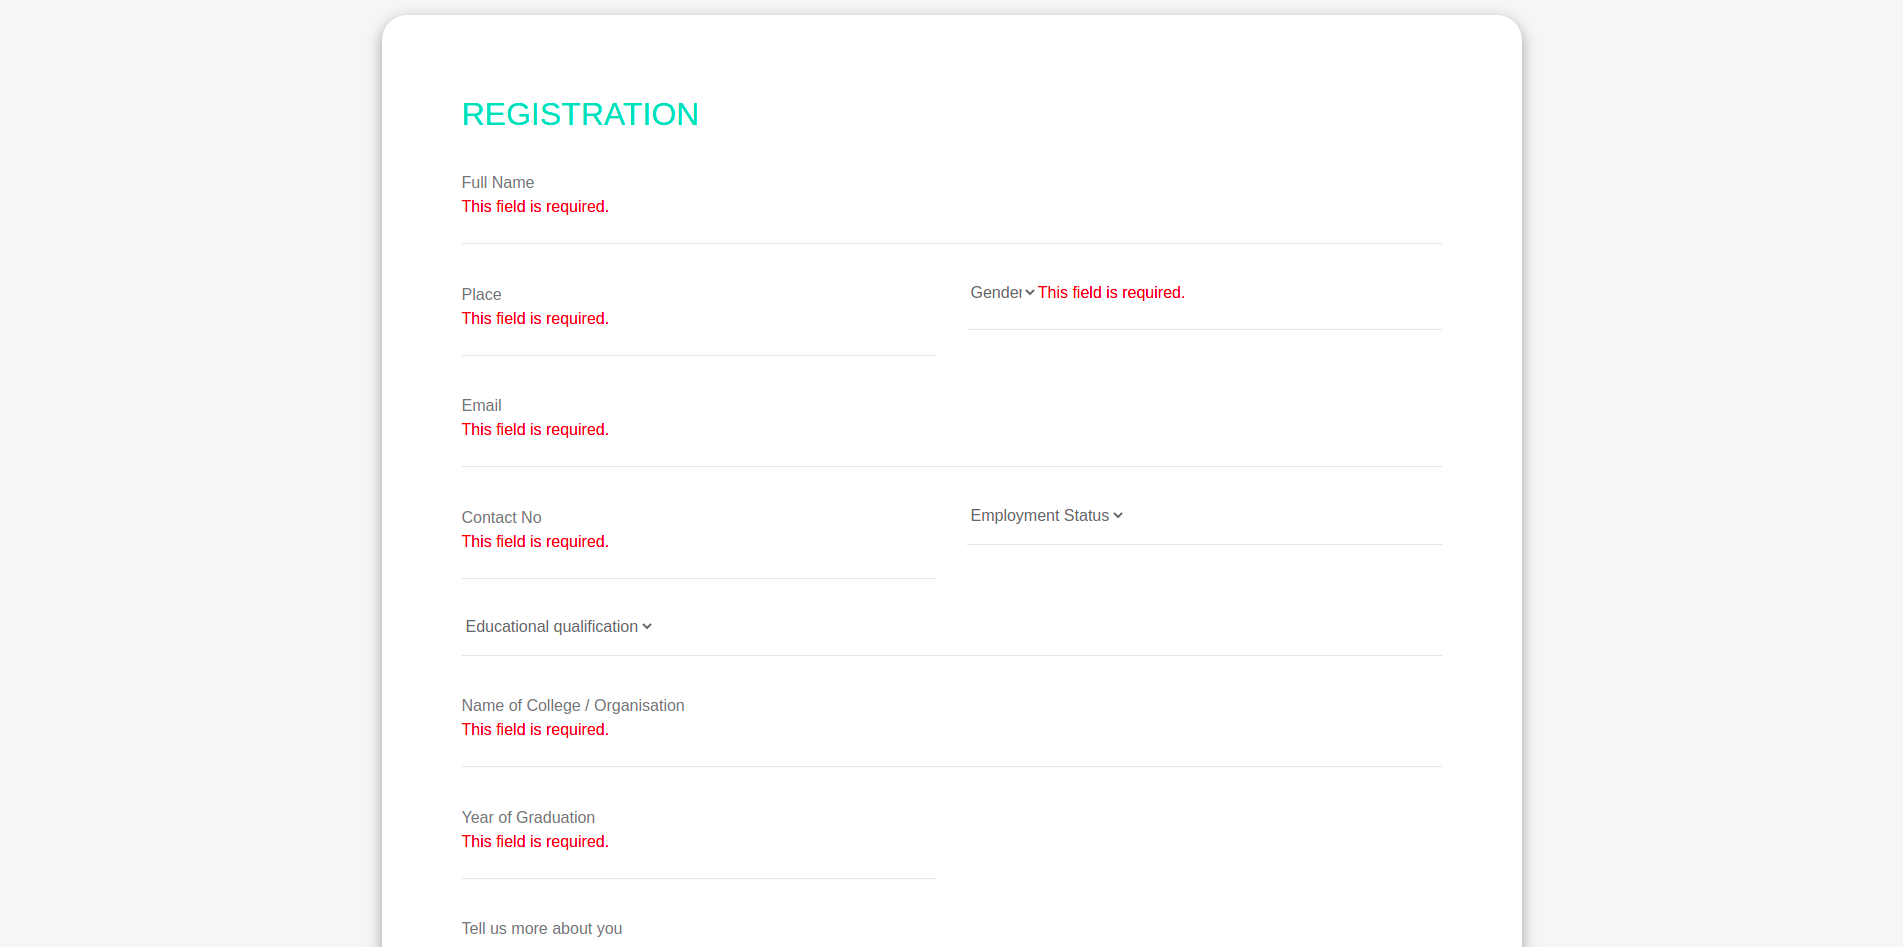 REGISTRATION
Full Name
This field is required.
Place
This field is required.
Gender This field is required.
Email
This field is required.
Contact No
This field is required.
Employment Status
Educational qualification
Name of College / Organisation
This field is required.
Year of Graduation
This field is required.
Tell us more about you